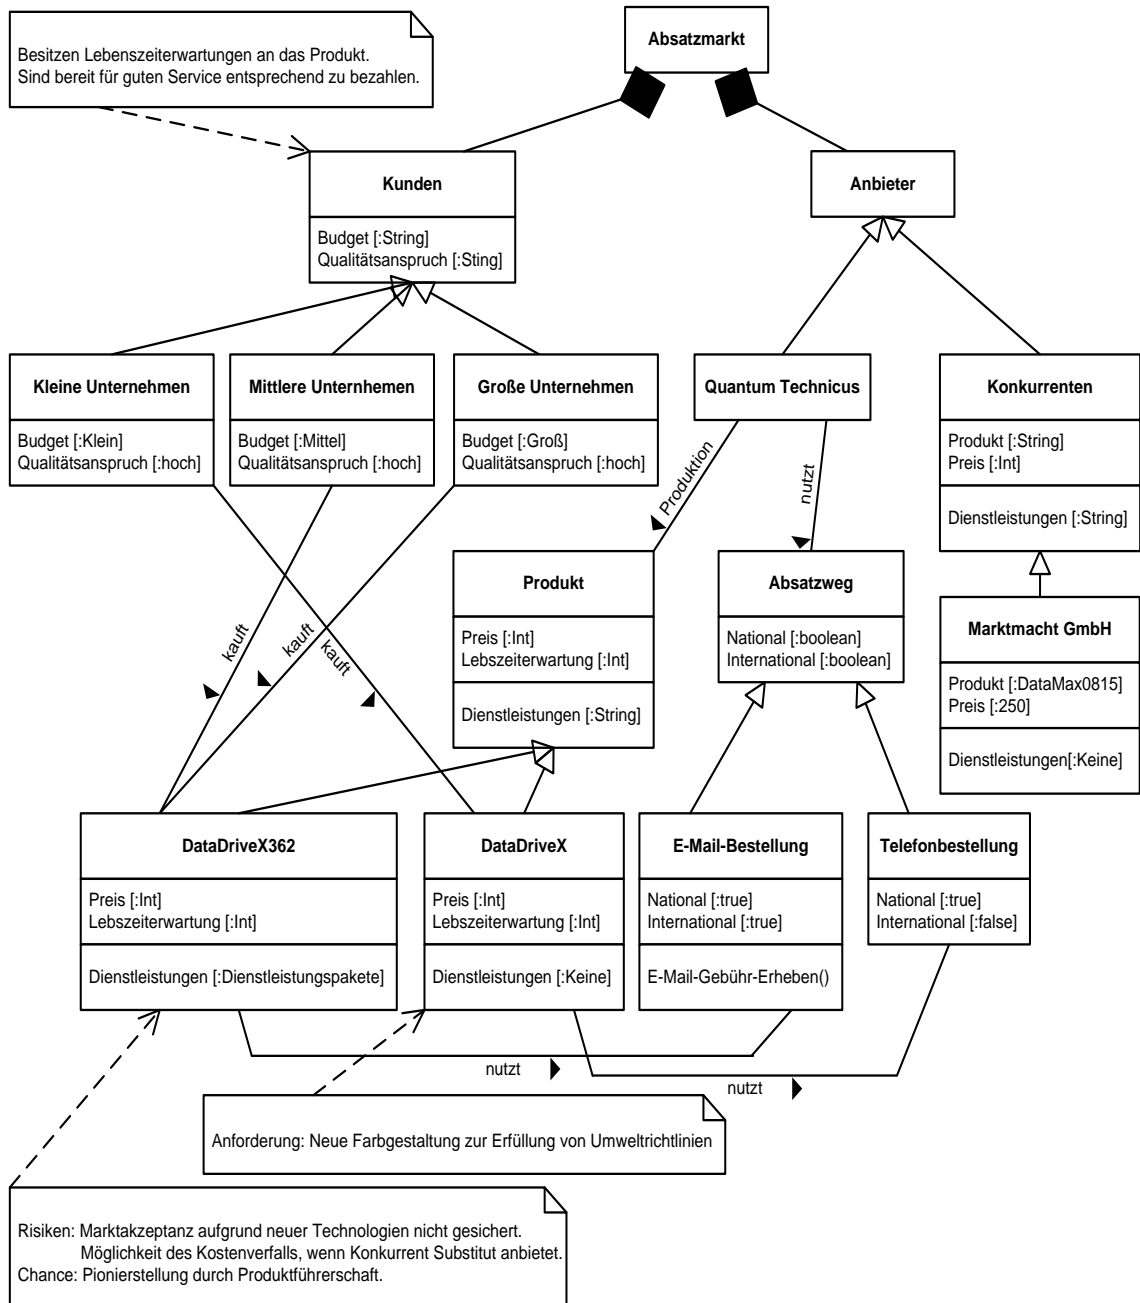 Besitzen Lebenszeiterwartungen an das Produkt.
Sind bereit für guten Service entsprechend zu bezahlen.
Absatzmarkt
Kunden
Budget [:String]
Qualitätsanspruch [:Sting]
Anbieter
Kleine Unternehmen
Budget [:Klein]
Qualitätsanspruch [:hoch]
Mittlere Unternhemen
Budget [:Mittel]
Qualitätsanspruch [:hoch]
Große Unternehmen
Budget [:Groß]
Qualitätsanspruch [:hoch]
Quantum Technicus
Konkurrenten
Produkt [:String]
Preis [:Int]
Dienstleistungen [:String]
Produktion
nutzt
Produkt
Preis [:Int]
Lebszeiterwartung [:Int]
Dienstleistungen [:String]
Absatzweg
National [:boolean]
International [:boolean]
Marktmacht GmbH
Produkt [:DataMax0815]
Preis [:250]
Dienstleistungen[:Keine]
kauft
kauft
kauft
DataDriveX362
Preis [:Int]
Lebszeiterwartung [:Int]
Dienstleistungen [:Dienstleistungspakete]
DataDriveX
Preis [:Int]
Lebszeiterwartung [:Int]
Dienstleistungen [:Keine]
E-Mail-Bestellung
National [:true]
International [:true]
E-Mail-Gebühr-Erheben()
Telefonbestellung
National [:true]
International [:false]
nutzt
nutzt
Anforderung: Neue Farbgestaltung zur Erfüllung von Umweltrichtlinien
Risiken: Marktakzeptanz aufgrund neuer Technologien nicht gesichert.
Möglichkeit des Kostenverfalls, wenn Konkurrent Substitut anbietet.
Chance: Pionierstellung durch Produktführerschaft.